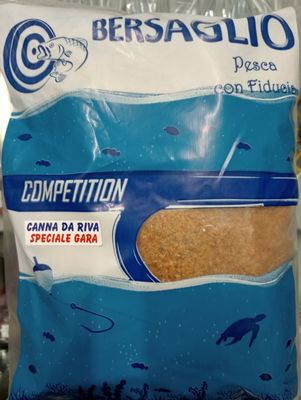 BERSAGLIO
Pesca
con Fiducia
COMPETITION
CANNA DA RIVA
SPECIALE GARA